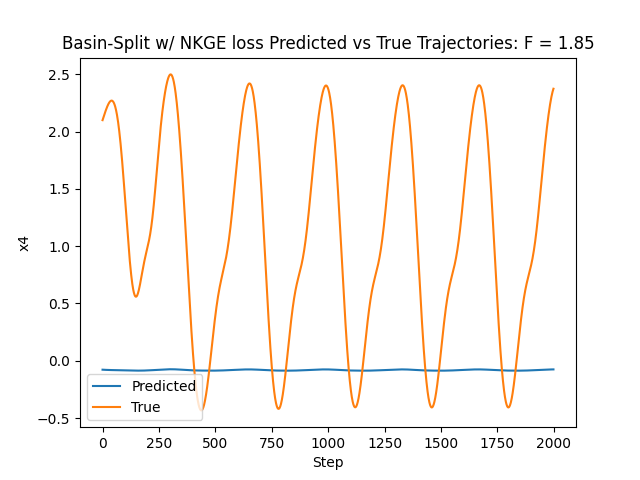 Basin-Split w/ NKGE loss Predicted vs True Trajectories: F = 1.85
2.5
2.0
1.5
1.0
0.5
0.0
−0.5
x4
Predicted
True
0 250 500 750 1000 1250 1500 1750 2000
Step